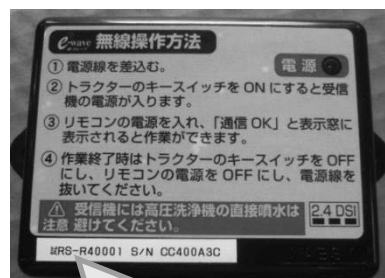 e-wave 無線操作方法
① 電源線を差込む。
電源
② トラクターのキースイッチをONにすると受信
機の電源が入ります。
③ リモコンの電源を入れ、「通信OK」と表示窓に
表示されると作業ができます。
④ 作業終了時はトラクターのキースイッチをOFF
にし、リモコンの電源をOFFにし、電源線を
抜いてください。
⚠ 受信機には高圧洗浄機の直接噴水は
注意 避けてください。
2.4 DSI
WRS-R40001 S/N CC400A3C